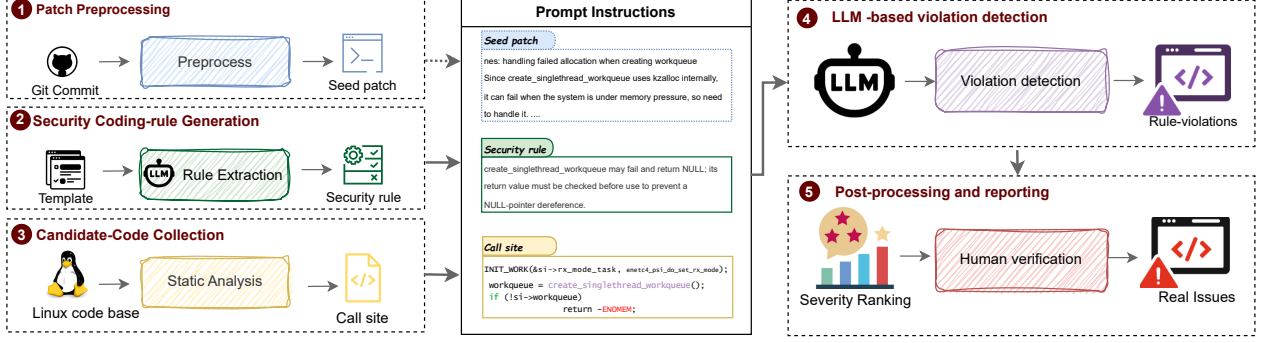 1 Patch Preprocessing
Git Commit
Preprocess
Seed patch
2 Security Coding-rule Generation
Template
LLM
Rule Extraction
Security rule
3 Candidate-Code Collection
Linux code base
Static Analysis
</>
Call site
Prompt Instructions
Seed patch
nes: handling failed allocation when creating workqueue
Since create_singlethread_workqueue uses kzalloc internally,
it can fail when the system is under memory pressure, so need
to handle it. ....
Security rule
create_singlethread_workqueue may fail and return NULL; its
return value must be checked before use to prevent a
NULL-pointer dereference.
Call site
INIT_WORK(&si->rx_mode_task, enetc4_psi_do_set_rx_mode);
workqueue = create_singlethread_workqueue();
if (!si->workqueue)
return -ENOMEM;
4 LLM -based violation detection
LLM
Violation detection
</>
Rule-violations
5 Post-processing and reporting
Severity Ranking
Human verification
</>
Real Issues